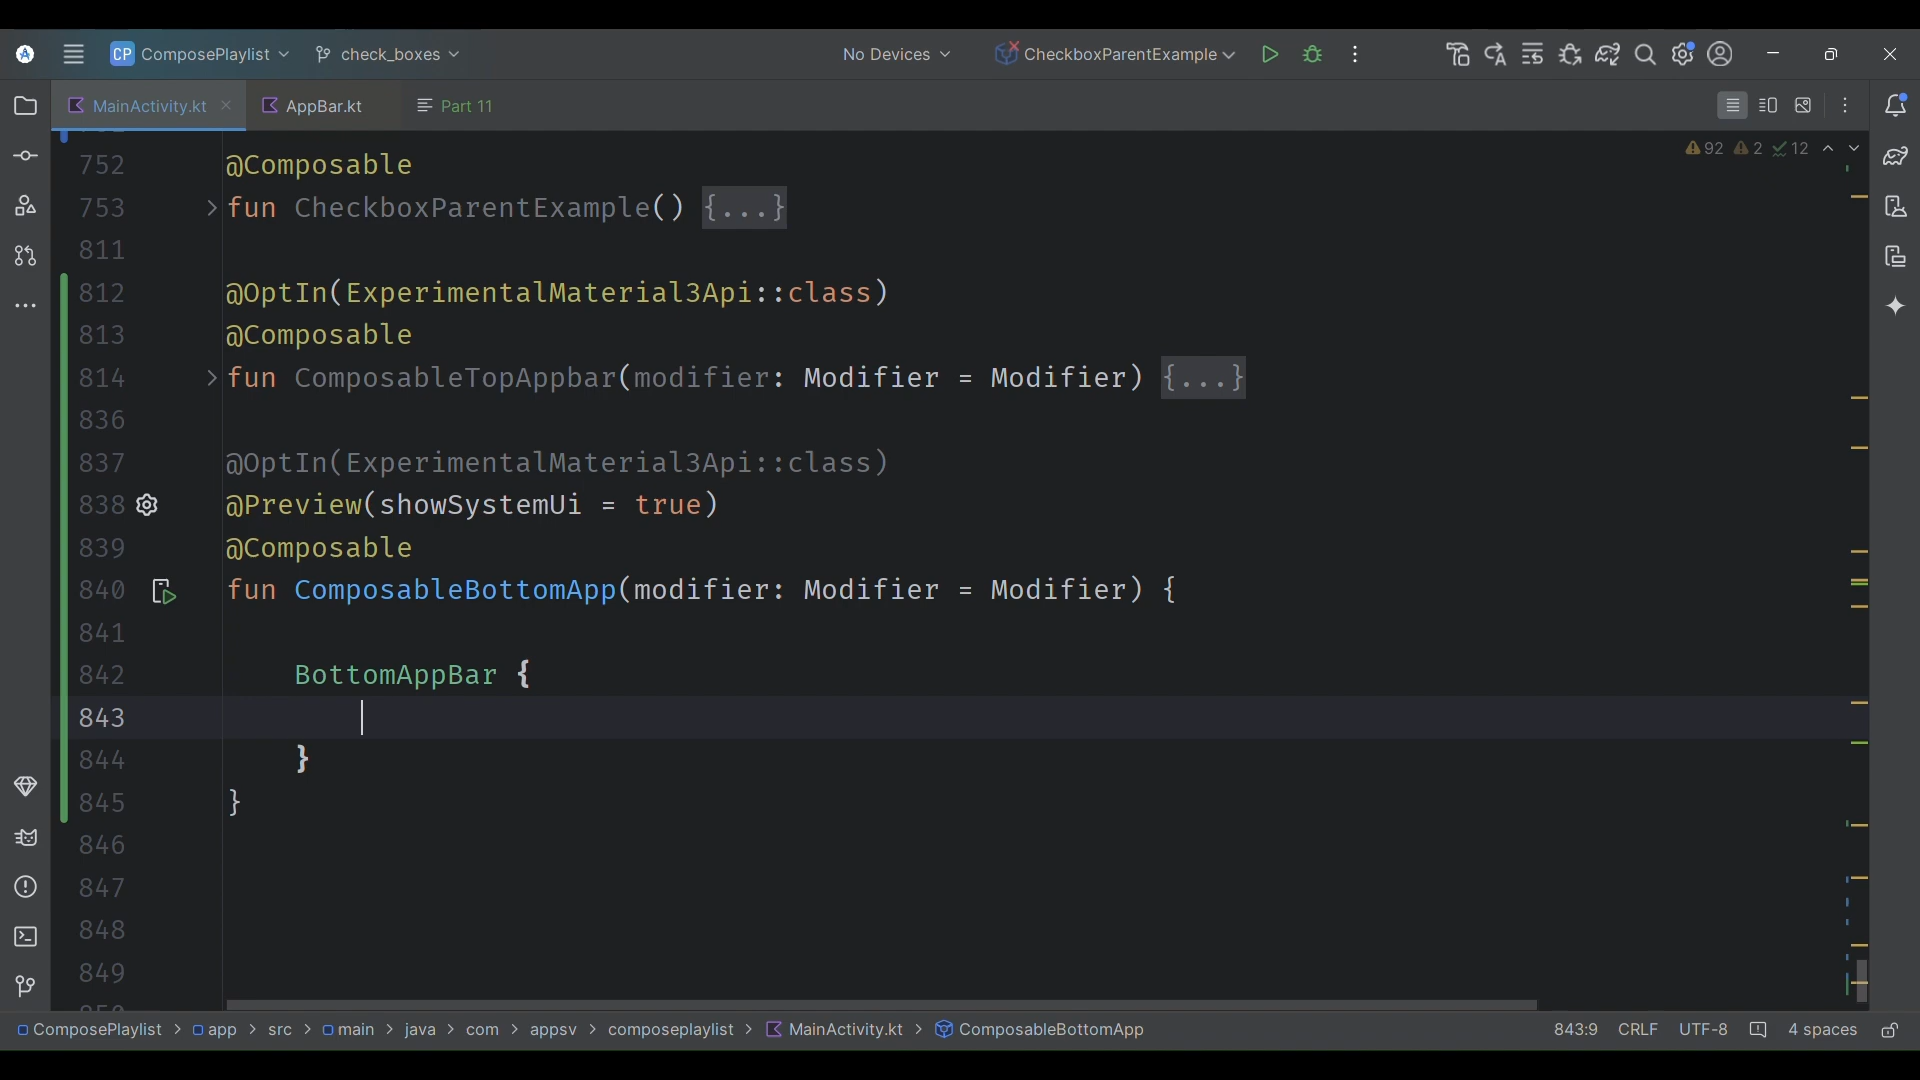 CP ComposePlaylist check_boxes No Devices CheckboxParentExample
MainActivity.kt AppBar.kt Part 11
92 2 12
752 @Composable
753 fun CheckboxParentExample() {...}
811
812 @OptIn(ExperimentalMaterial3Api::class)
813 @Composable
814 fun ComposableTopAppbar(modifier: Modifier = Modifier) {...}
836
837 @OptIn(ExperimentalMaterial3Api::class)
838 @Preview(showSystemUi = true)
839 @Composable
840 fun ComposableBottomApp(modifier: Modifier = Modifier) {
841
842 BottomAppBar {
843
844 }
845 }
846
847
848
849
ComposePlaylist > app > src > main > java > com > appsv > composeplaylist > MainActivity.kt > ComposableBottomApp 843:9 CRLF UTF-8 4 spaces